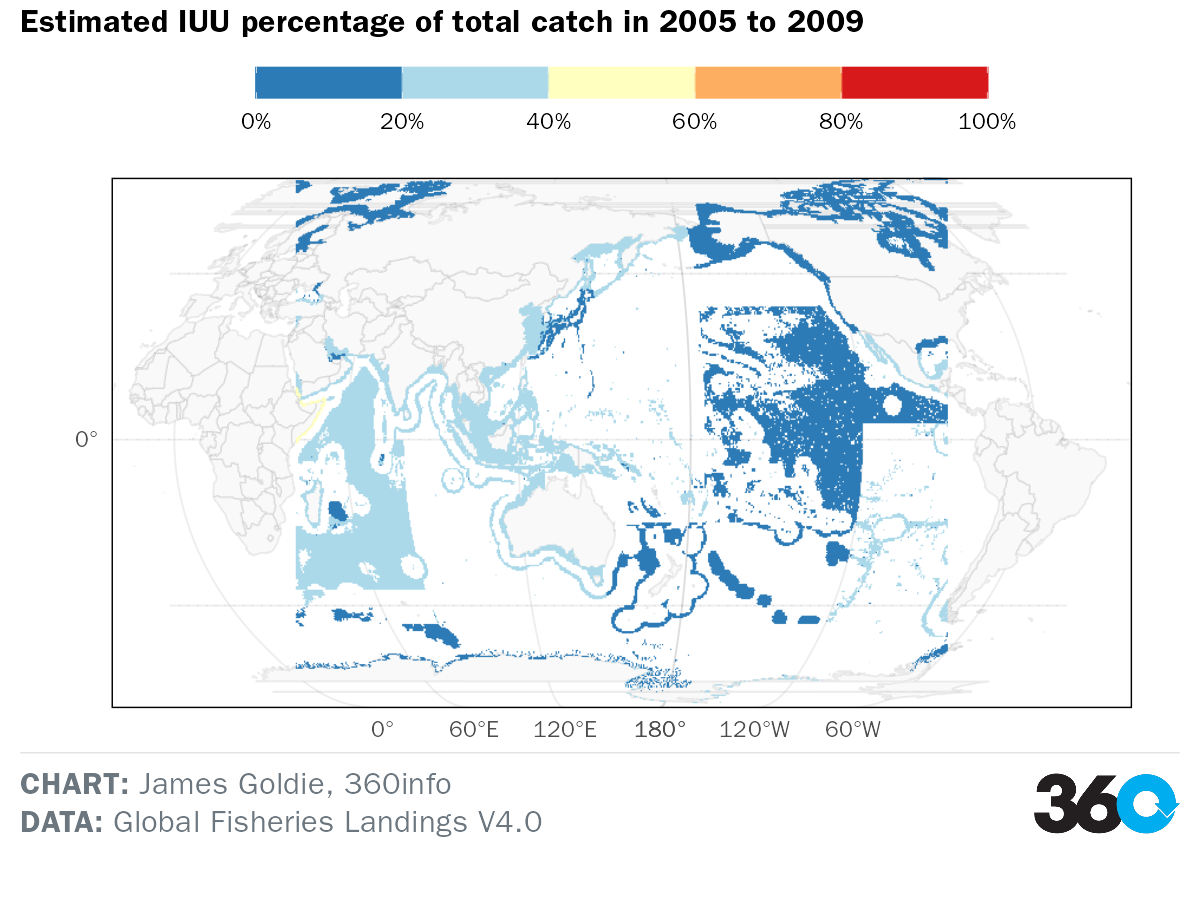 Estimated IUU percentage of total catch in 2005 to 2009
0% 20% 40% 60% 80% 100%
0°
0° 60°E 120°E 180° 120°W 60°W
CHART: James Goldie, 360info
DATA: Global Fisheries Landings V4.0
360